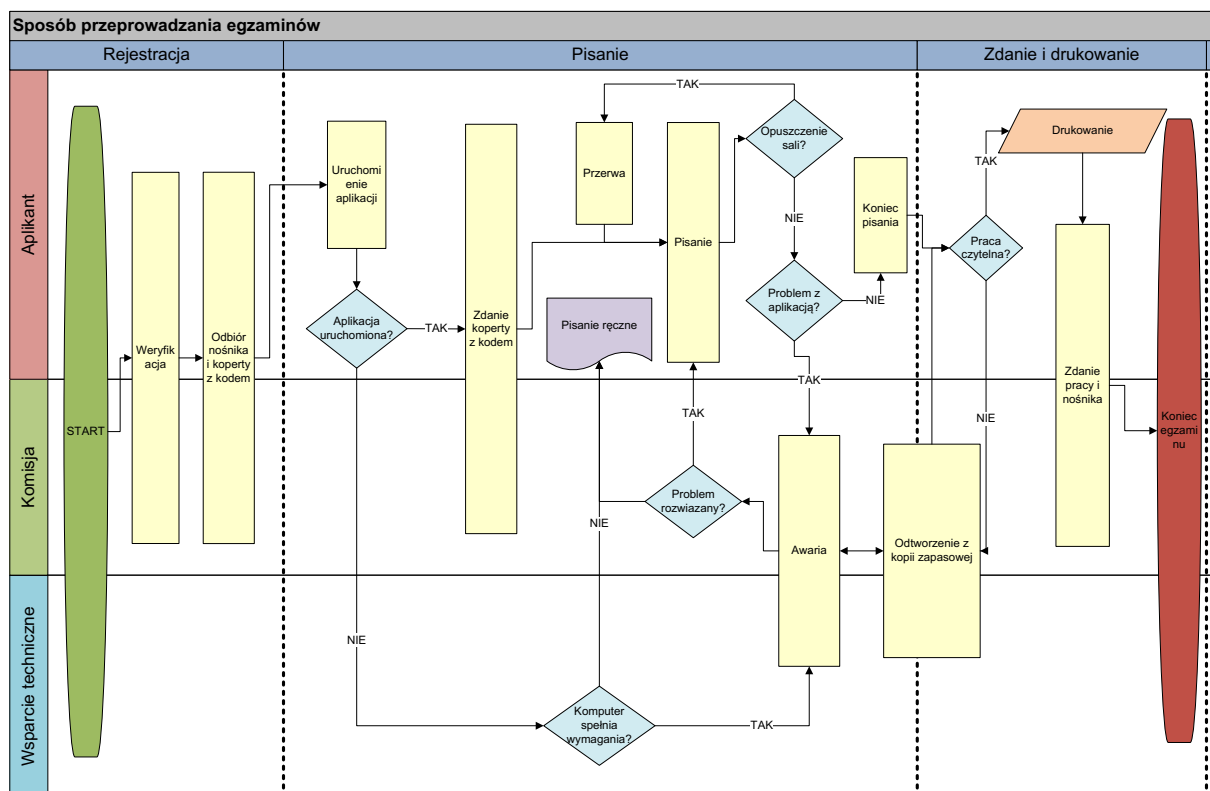 Sposób przeprowadzania egzaminów
Rejestracja
Pisanie
Zdanie i drukowanie
Aplikant
Komisja
Wsparcie techniczne
START
Weryfik
acja
Odbiór
nośnika
i koperty
z kodem
Uruchomi
enie
aplikacji
Aplikacja
uruchomiona?
TAK
NIE
Zdanie
koperty
z kodem
Przerwa
TAK
Pisanie
Opuszczenie
sali?
NIE
Problem z
aplikacją?
NIE
TAK
Koniec
pisania
Pisanie ręczne
NIE
TAK
Problem
rozwiazany?
Awaria
Odtworzenie z
kopii zapasowej
Komputer
spełnia
wymagania?
TAK
Praca
czytelna?
TAK
NIE
Drukowanie
Zdanie
pracy i
nośnika
Koniec
egzami
nu